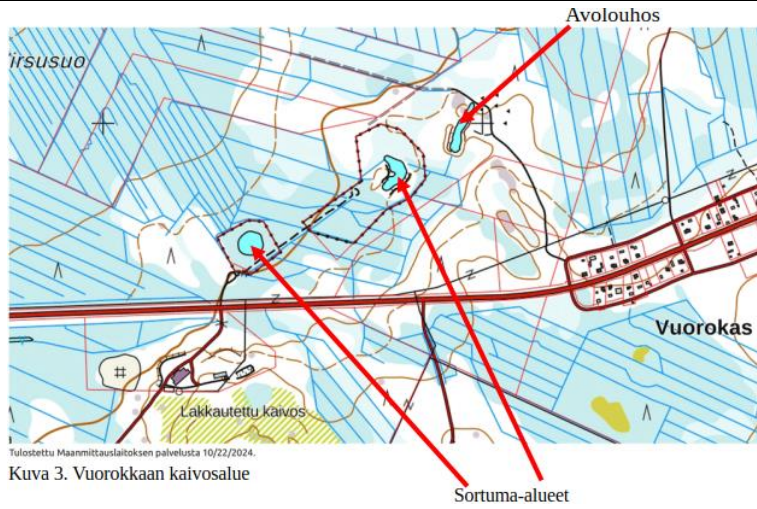 Avolouhos
irsusuo
Vuorokas
Lakkautettu kaivos
Tulostettu Maanmittauslaitoksen palvelusta 10/22/2024.
Kuva 3. Vuorokkaan kaivosalue
Sortuma-alueet